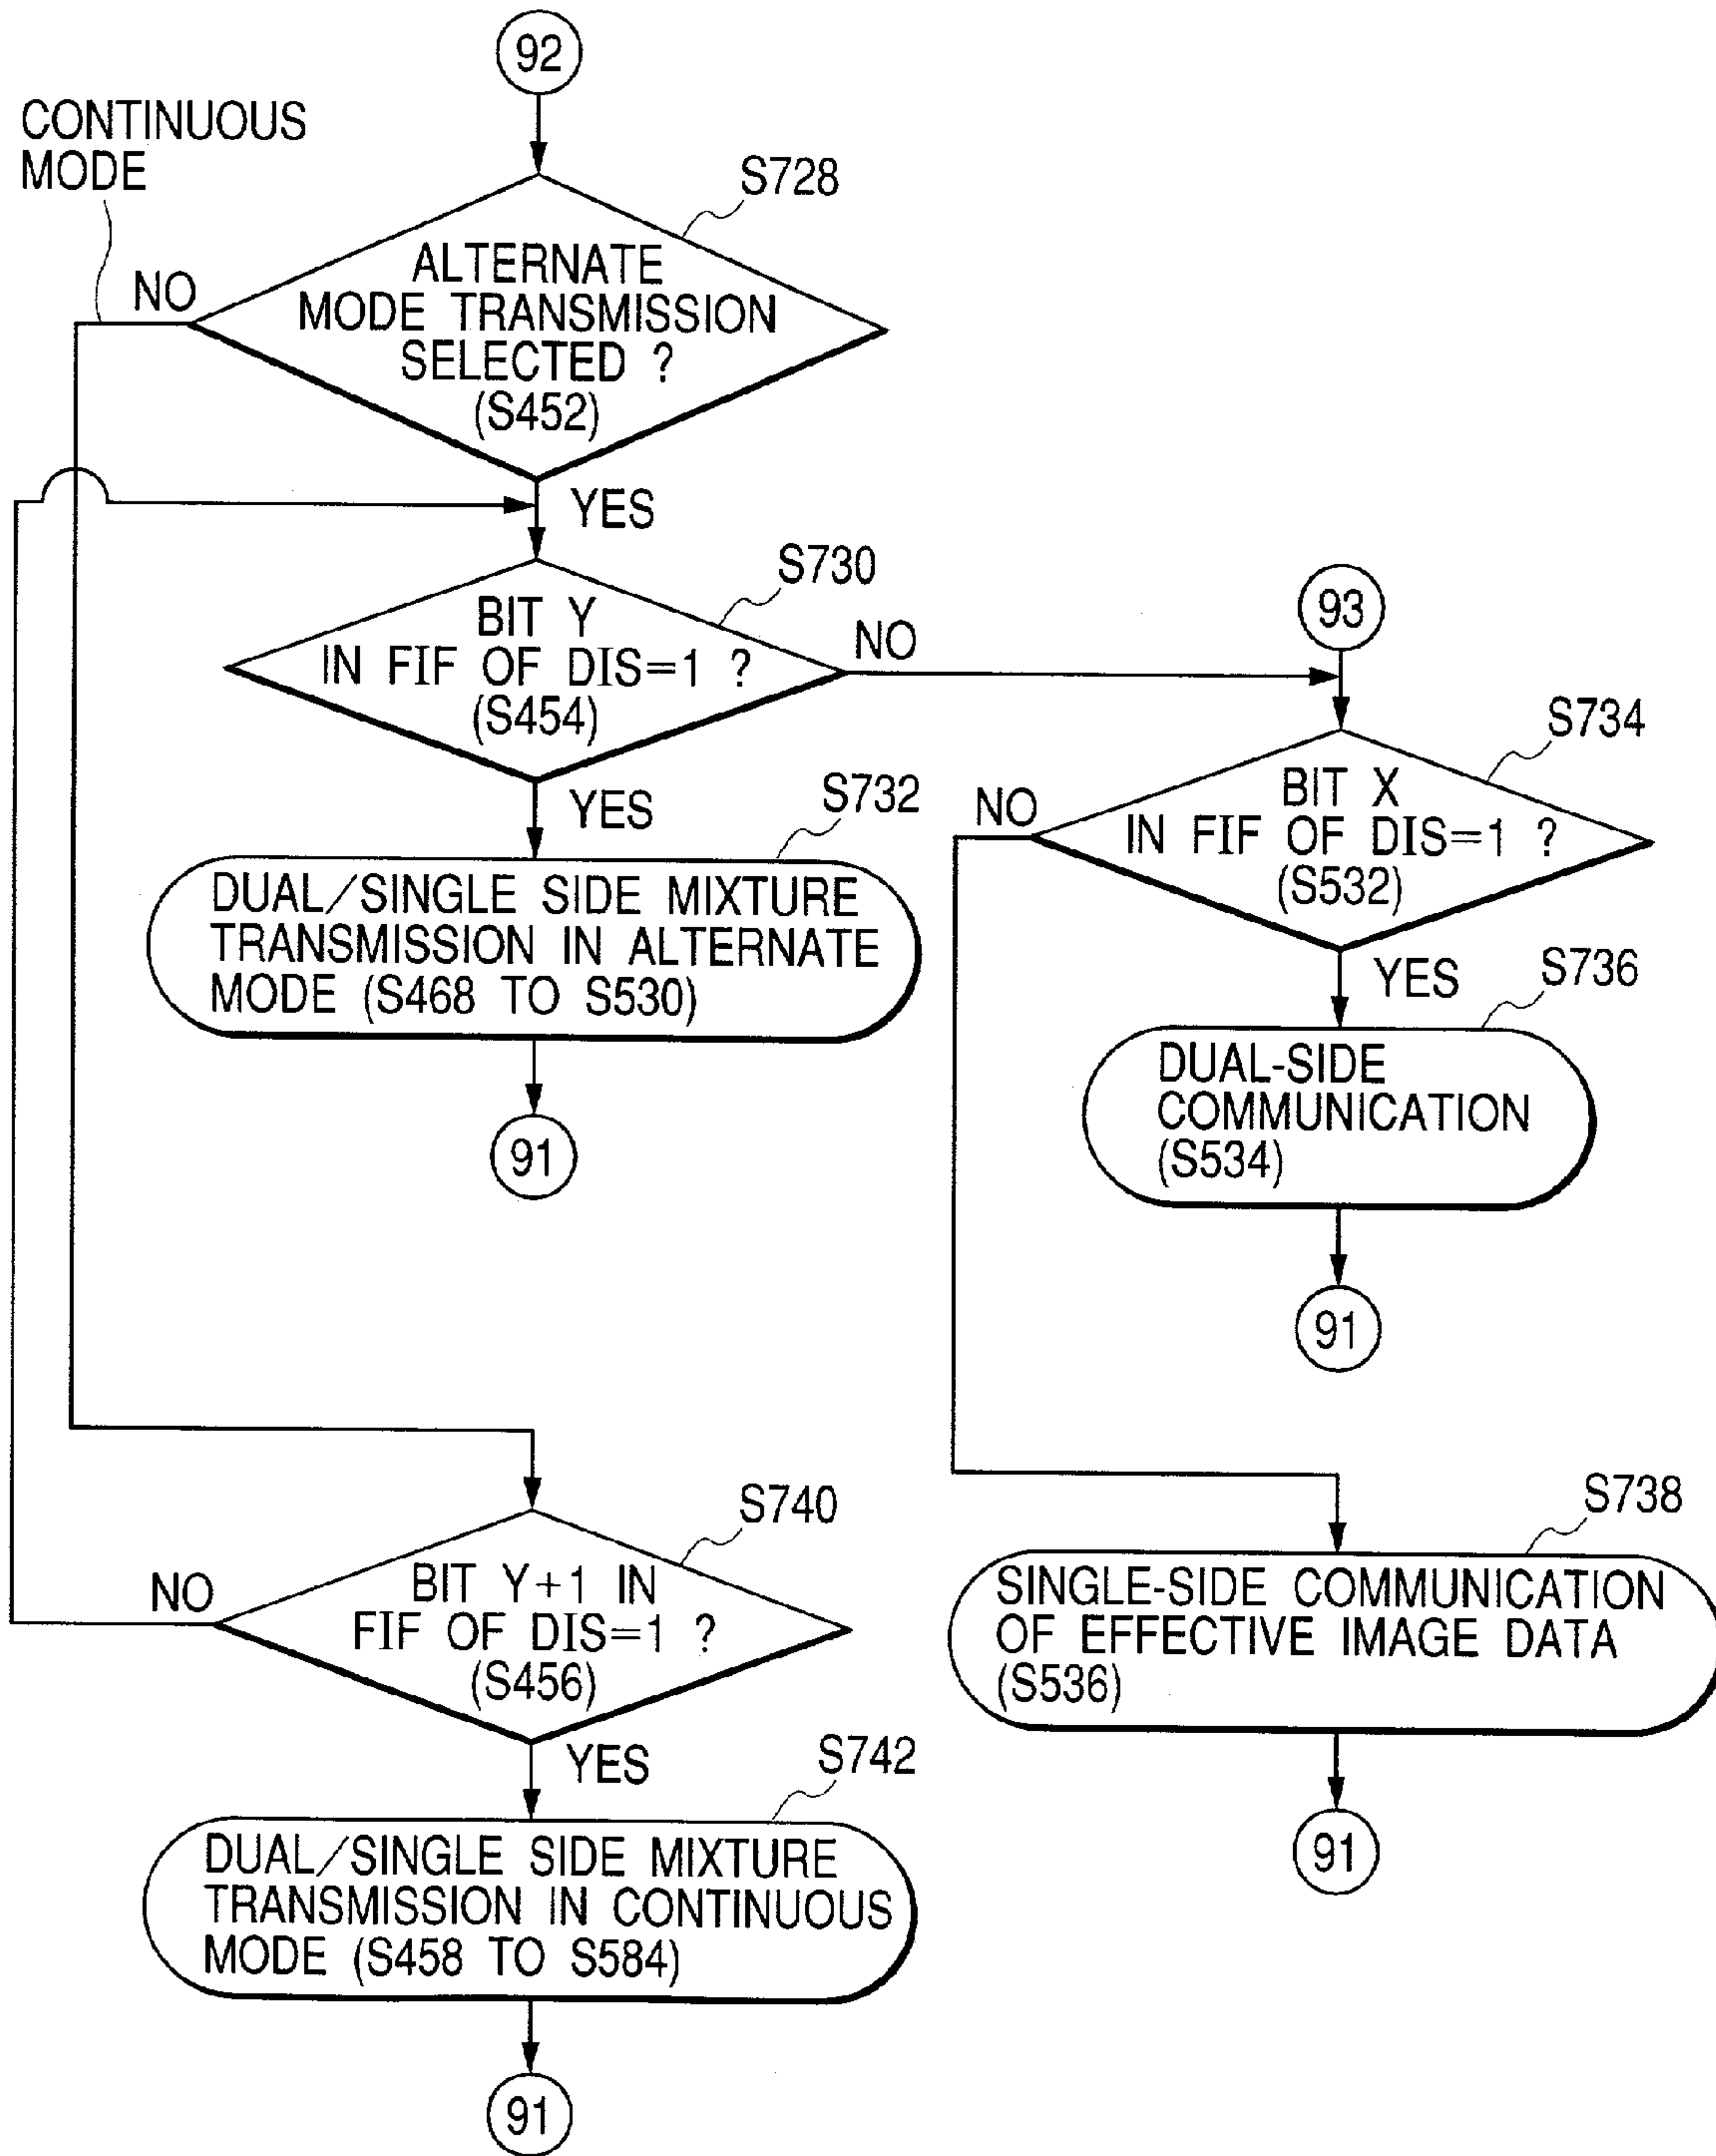 92
CONTINUOUS
MODE
S728
NO
ALTERNATE
MODE TRANSMISSION
SELECTED ?
(S452)
YES
S730
BIT Y
IN FIF OF DIS=1 ?
(S454)
NO
93
YES
S732
S734
BIT X
IN FIF OF DIS=1 ?
(S532)
NO
DUAL/SINGLE SIDE MIXTURE
TRANSMISSION IN ALTERNATE
MODE (S468 TO S530)
YES
S736
DUAL-SIDE
COMMUNICATION
(S534)
91
91
S740
BIT Y+1 IN
FIF OF DIS=1 ?
(S456)
NO
S738
SINGLE-SIDE COMMUNICATION
OF EFFECTIVE IMAGE DATA
(S536)
YES
S742
DUAL/SINGLE SIDE MIXTURE
TRANSMISSION IN CONTINUOUS
MODE (S458 TO S584)
91
91